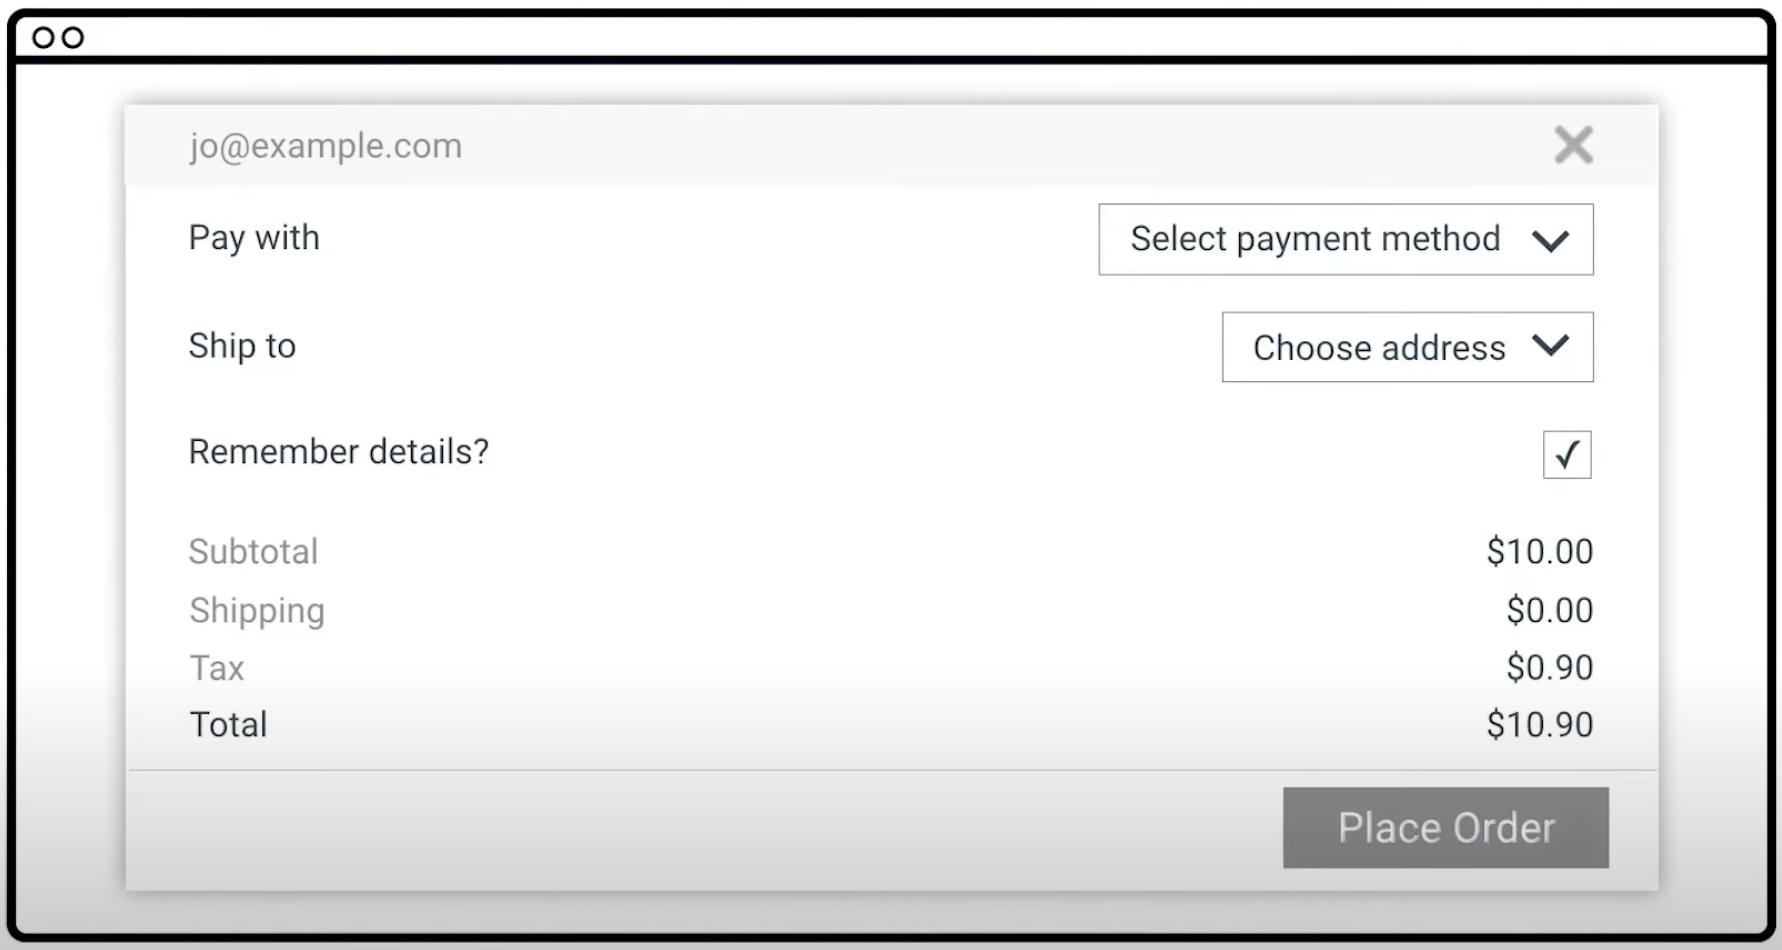 jo@example.com
Pay with
Select payment method
Ship to
Choose address
Remember details?
Subtotal
$10.00
Shipping
$0.00
Tax
$0.90
Total
$10.90
Place Order